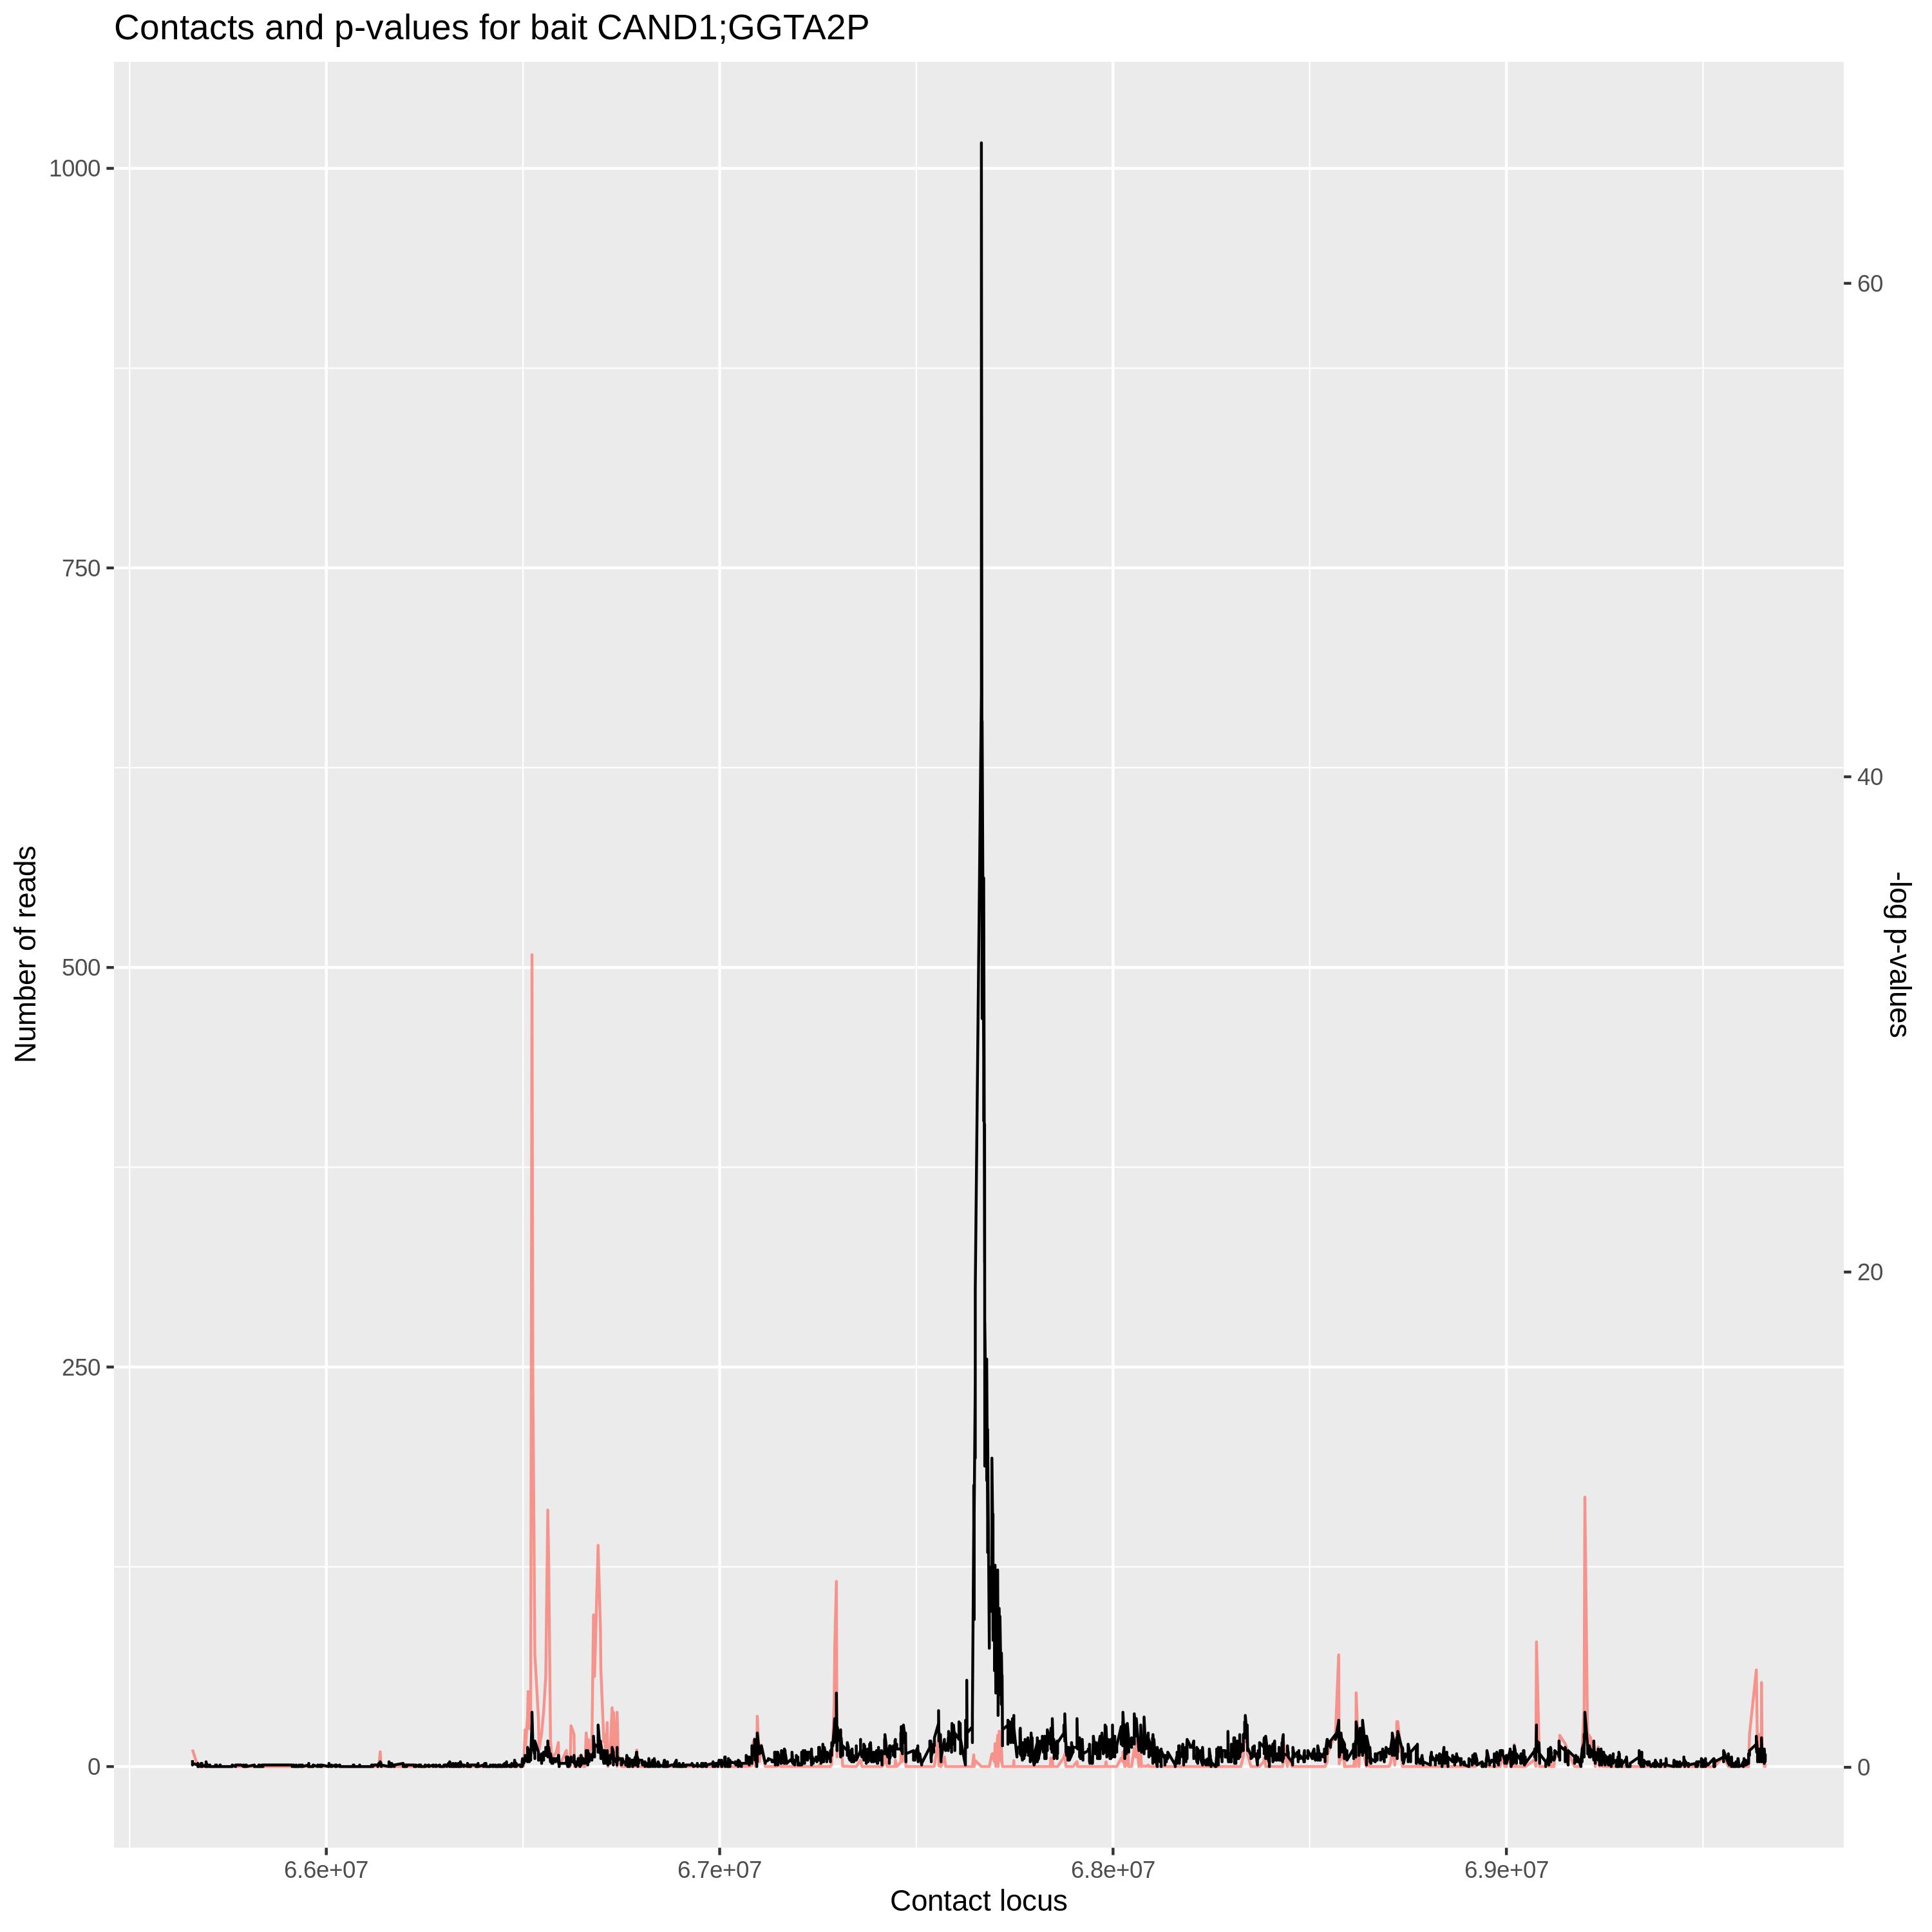 Contacts and p-values for bait CAND1;GGTA2P
1000
750
500
250
0
Number of reads
60
40
20
0
-log p-values
6.6e+07 6.7e+07 6.8e+07 6.9e+07
Contact locus